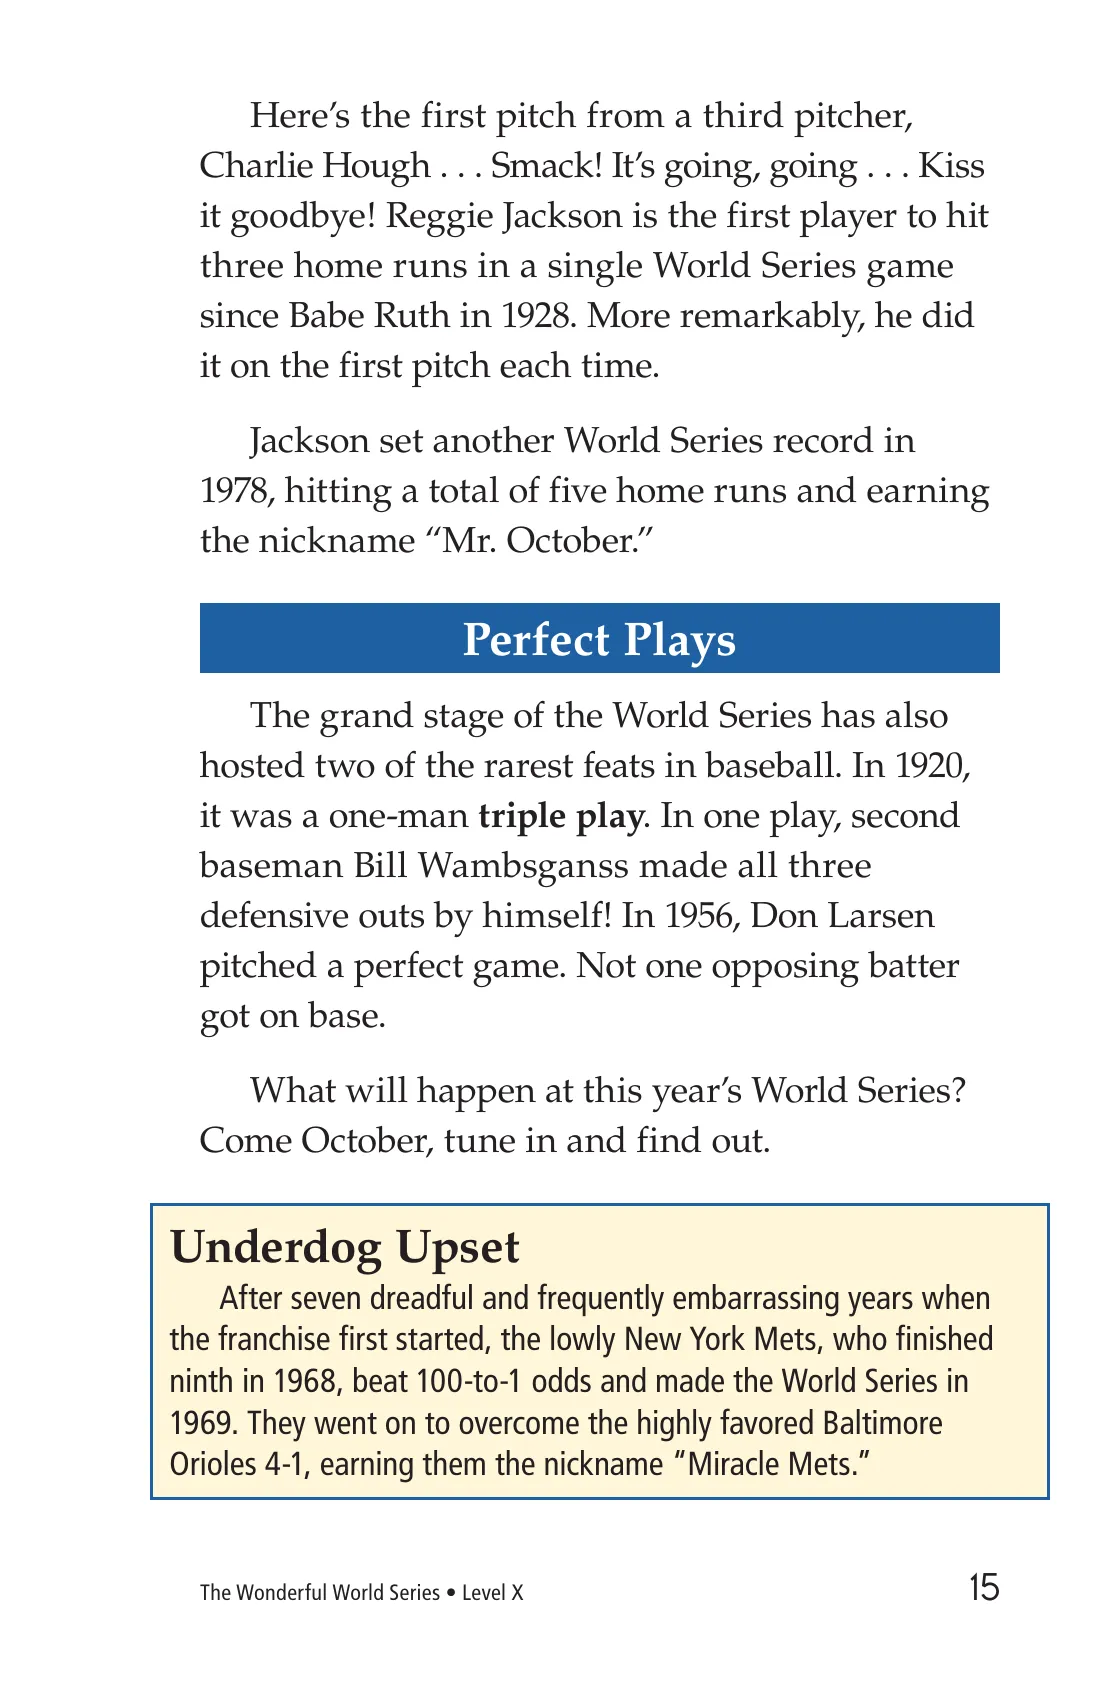 Here’s the first pitch from a third pitcher,
Charlie Hough . . . Smack! It’s going, going . . . Kiss
it goodbye! Reggie Jackson is the first player to hit
three home runs in a single World Series game
since Babe Ruth in 1928. More remarkably, he did
it on the first pitch each time.
Jackson set another World Series record in
1978, hitting a total of five home runs and earning
the nickname “Mr. October.”
Perfect Plays
The grand stage of the World Series has also
hosted two of the rarest feats in baseball. In 1920,
it was a one-man triple play. In one play, second
baseman Bill Wambsganss made all three
defensive outs by himself! In 1956, Don Larsen
pitched a perfect game. Not one opposing batter
got on base.
What will happen at this year’s World Series?
Come October, tune in and find out.
Underdog Upset
After seven dreadful and frequently embarrassing years when
the franchise first started, the lowly New York Mets, who finished
ninth in 1968, beat 100-to-1 odds and made the World Series in
1969. They went on to overcome the highly favored Baltimore
Orioles 4-1, earning them the nickname “Miracle Mets.”
The Wonderful World Series • Level X
15